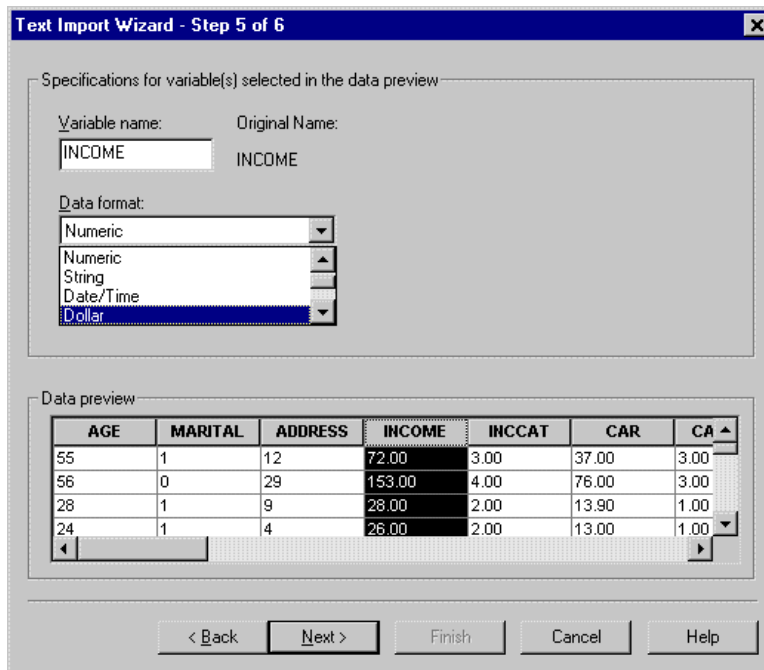 Text Import Wizard - Step 5 of 6
Specifications for variable(s) selected in the data preview
Variable name: Original Name:
INCOME INCOME
Data format:
Numeric
Numeric
String
Date/Time
Dollar
Data preview
AGE MARITAL ADDRESS INCOME INCCAT CAR CA
55 1 12 72.00 3.00 37.00 3.00
56 0 29 153.00 4.00 76.00 3.00
28 1 9 28.00 2.00 13.90 1.00
24 1 4 26.00 2.00 13.00 1.00
< Back Next > Finish Cancel Help